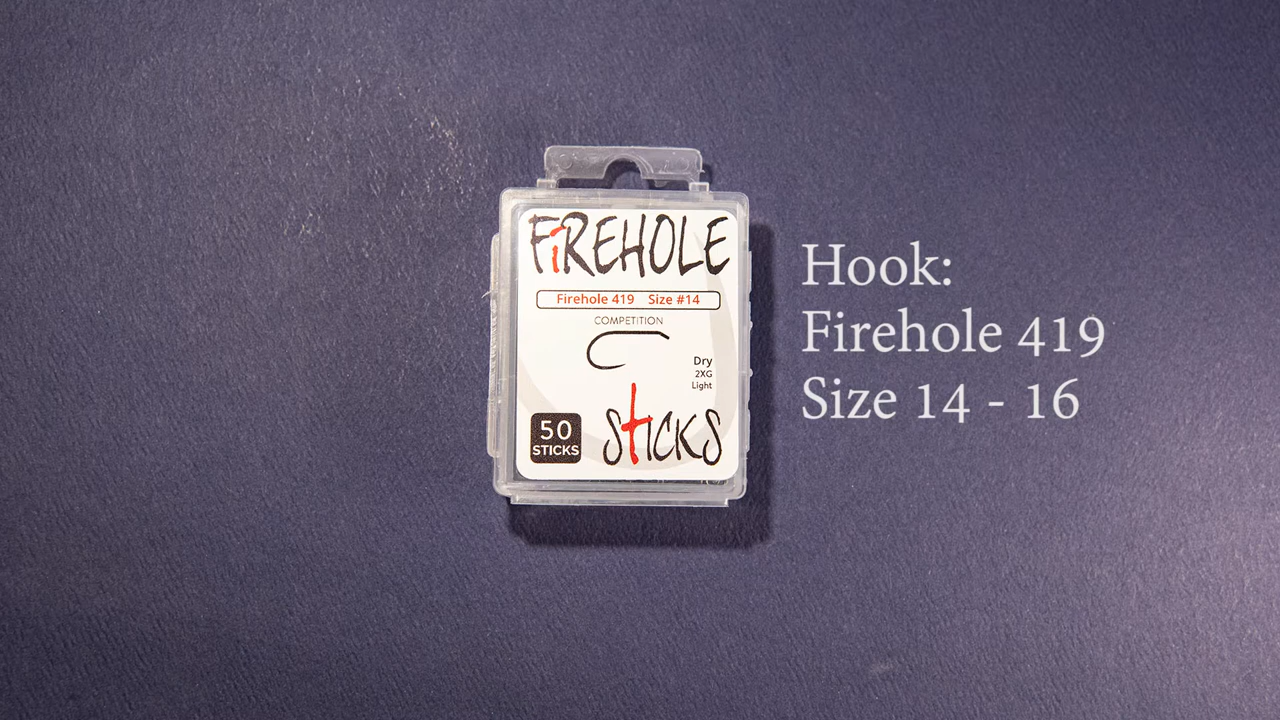 FiREHOLE
Firehole 419 Size #14
COMPETITION
Dry
2XG
Light
50
STICKS
STICKS
Hook:
Firehole 419
Size 14 - 16